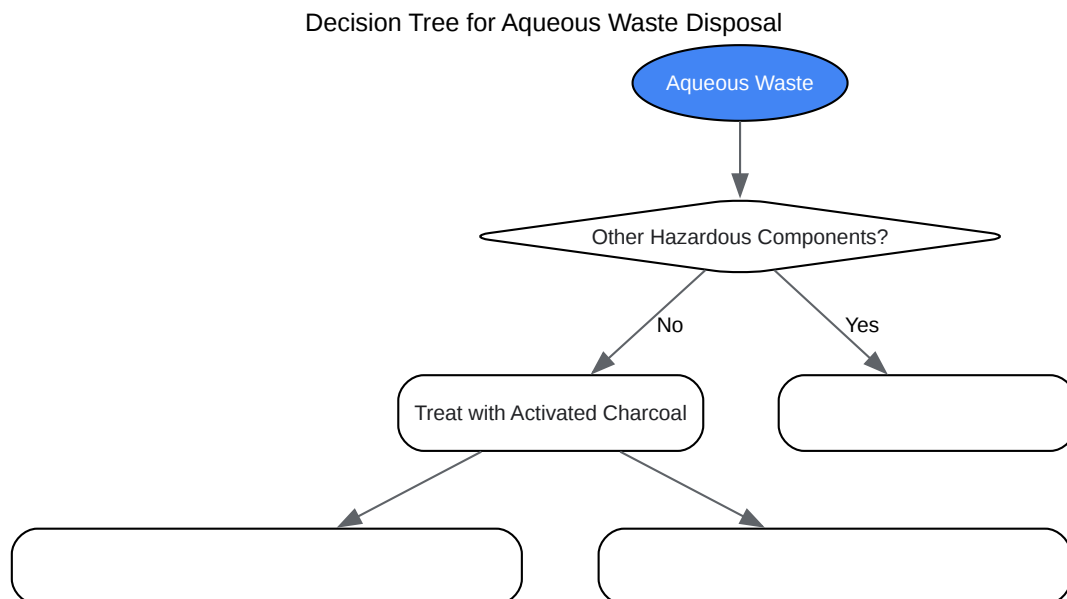 Decision Tree for Aqueous Waste Disposal
Aqueous Waste
Other Hazardous Components?
No
Yes
Treat with Activated Charcoal